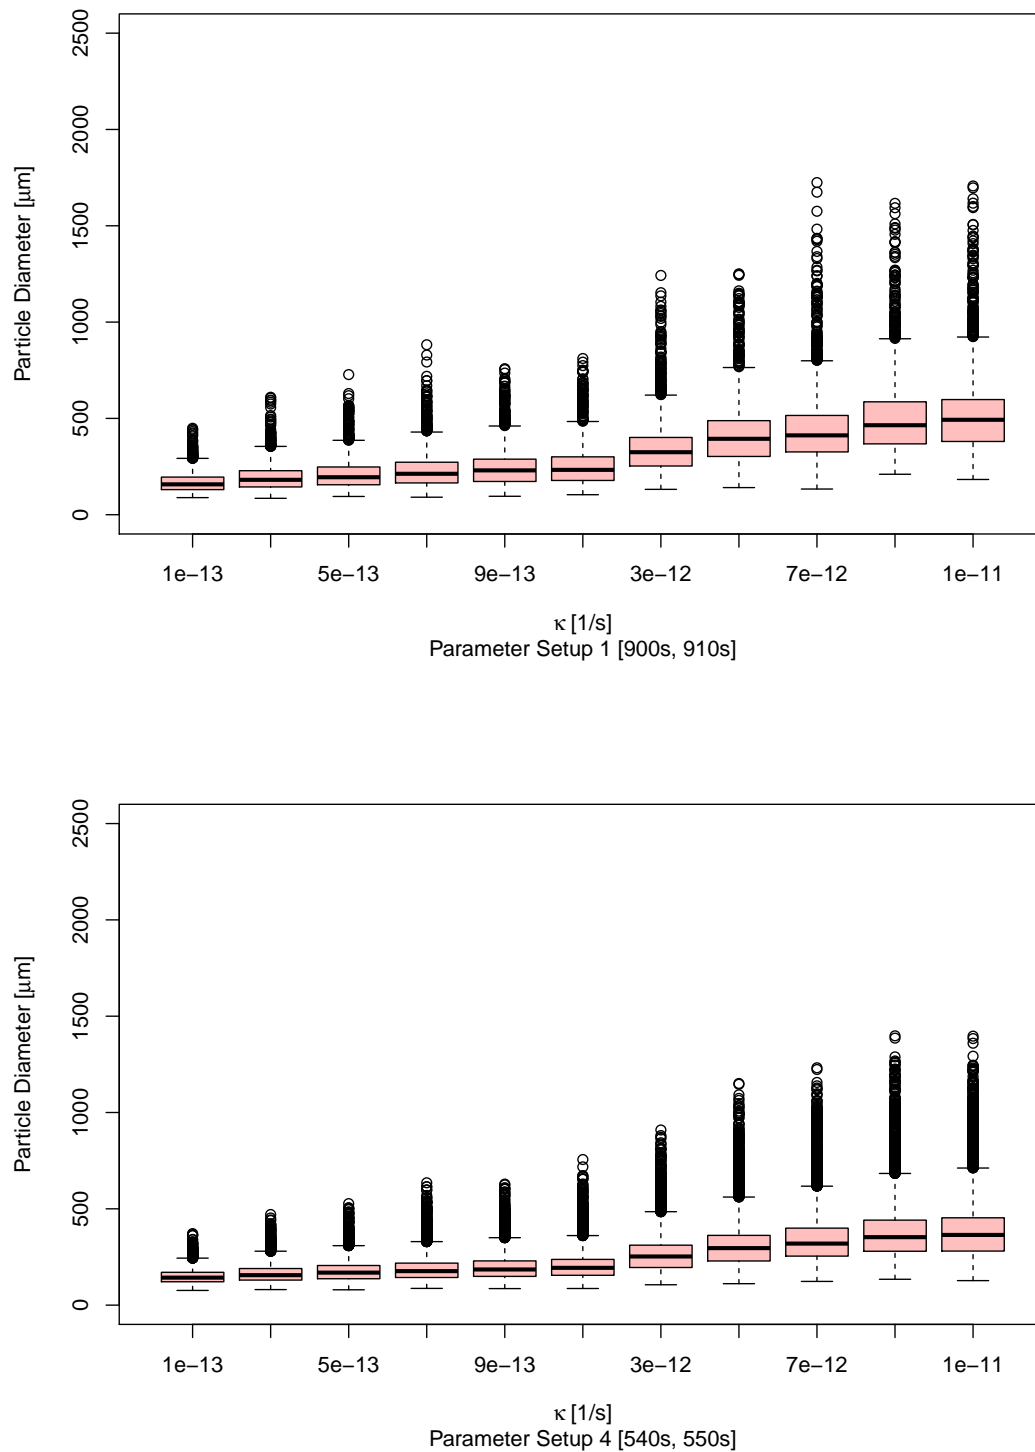 2500
2000
1500
1000
500
0
Particle Diameter [μm]
1e−13
5e−13
9e−13
3e−12
7e−12
1e−11
κ [1/s]
Parameter Setup 1 [900s, 910s]
2500
2000
1500
1000
500
0
Particle Diameter [μm]
1e−13
5e−13
9e−13
3e−12
7e−12
1e−11
κ [1/s]
Parameter Setup 4 [540s, 550s]